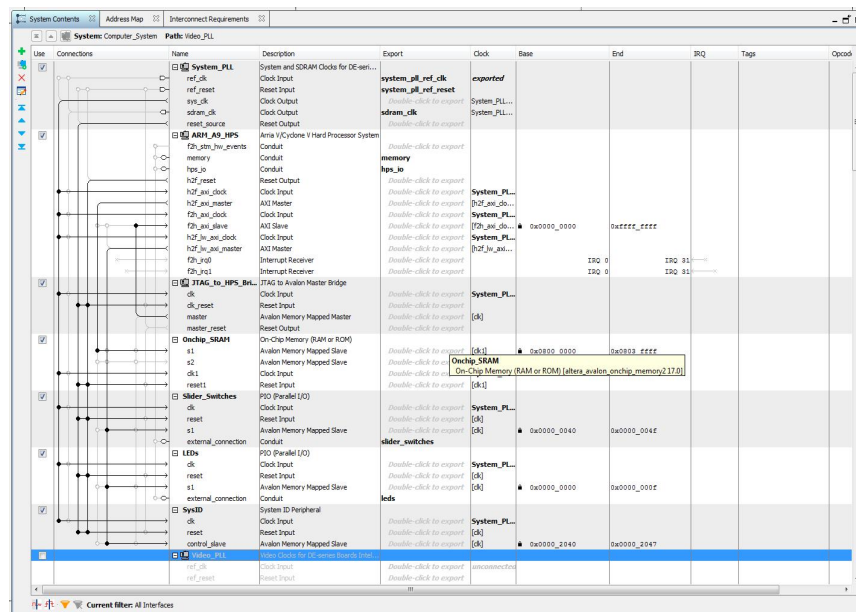 System Contents Address Map Interconnect Requirements
System: Computer_System Path: Video_PLL
Use Connections Name Description Export Clock Base End IRQ Tags Opcod
System_PLL System and SDRAM Clocks for DE-seri...
ref_clk Clock Input system_pll_ref_clk exported
ref_reset Reset Input system_pll_ref_reset
sys_clk Clock Output Double-click to export System_PLL...
sdram_clk Clock Output sdram_clk System_PLL...
reset_source Reset Output Double-click to export
ARM_A9_HPS Arria V/Cyclone V Hard Processor System
f2h_stm_hw_events Conduit Double-click to export
memory Conduit memory
hps_io Conduit hps_io
h2f_reset Reset Output Double-click to export
h2f_axi_clock Clock Input Double-click to export System_PL...
h2f_axi_master AXI Master Double-click to export [h2f_axi_do...
f2h_axi_clock Clock Input Double-click to export System_PL...
f2h_axi_slave AXI Slave Double-click to export [f2h_axi_do... 0x0000_0000 0xffff_ffff
h2f_lw_axi_clock Clock Input Double-click to export System_PL...
h2f_lw_axi_master AXI Master Double-click to export [h2f_lw_axi...
f2h_irq0 Interrupt Receiver Double-click to export IRQ 0 IRQ 31
f2h_irq1 Interrupt Receiver Double-click to export IRQ 0 IRQ 31
JTAG_to_HPS_Bri... JTAG to Avalon Master Bridge
clk Clock Input Double-click to export System_PL...
clk_reset Reset Input Double-click to export
master Avalon Memory Mapped Master Double-click to export [clk]
master_reset Reset Output Double-click to export
Onchip_SRAM On-Chip Memory (RAM or ROM)
s1 Avalon Memory Mapped Slave Double-click to export [clk1] 0x0800_0000 0x0803_ffff
s2 Avalon Memory Mapped Slave Double-click to ex
Onchip_SRAM
On-Chip Memory (RAM or ROM) [altera_avalon_onchip_memory2 17.0]
clk1 Clock Input Double-click to ex
reset1 Reset Input Double-click to export [clk1]
Slider_Switches PIO (Parallel I/O)
clk Clock Input Double-click to export System_PL...
reset Reset Input Double-click to export [clk]
s1 Avalon Memory Mapped Slave Double-click to export [clk] 0x0000_0040 0x0000_004f
external_connection Conduit slider_switches
LEDs PIO (Parallel I/O)
clk Clock Input Double-click to export System_PL...
reset Reset Input Double-click to export [clk]
s1 Avalon Memory Mapped Slave Double-click to export [clk] 0x0000_0000 0x0000_000f
external_connection Conduit leds
SysID System ID Peripheral
clk Clock Input Double-click to export System_PL...
reset Reset Input Double-click to export [clk]
control_slave Avalon Memory Mapped Slave Double-click to export [clk] 0x0000_2040 0x0000_2047
Video_PLL Video Clocks for DE-series Boards Intel...
ref_clk Clock Input Double-click to export unconnected
ref_reset Reset Input Double-click to export
Current filter: All Interfaces